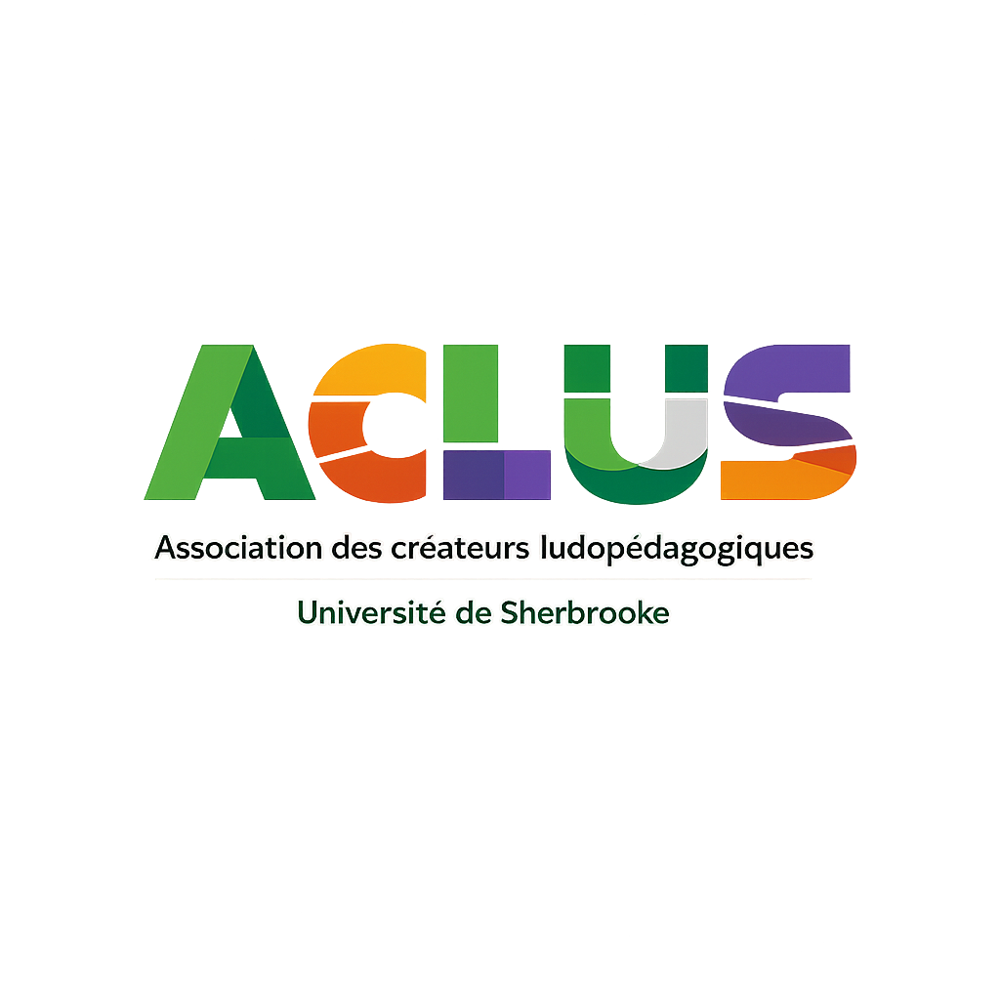 ACLUS
Association des créateurs ludopédagogiques
Université de Sherbrooke